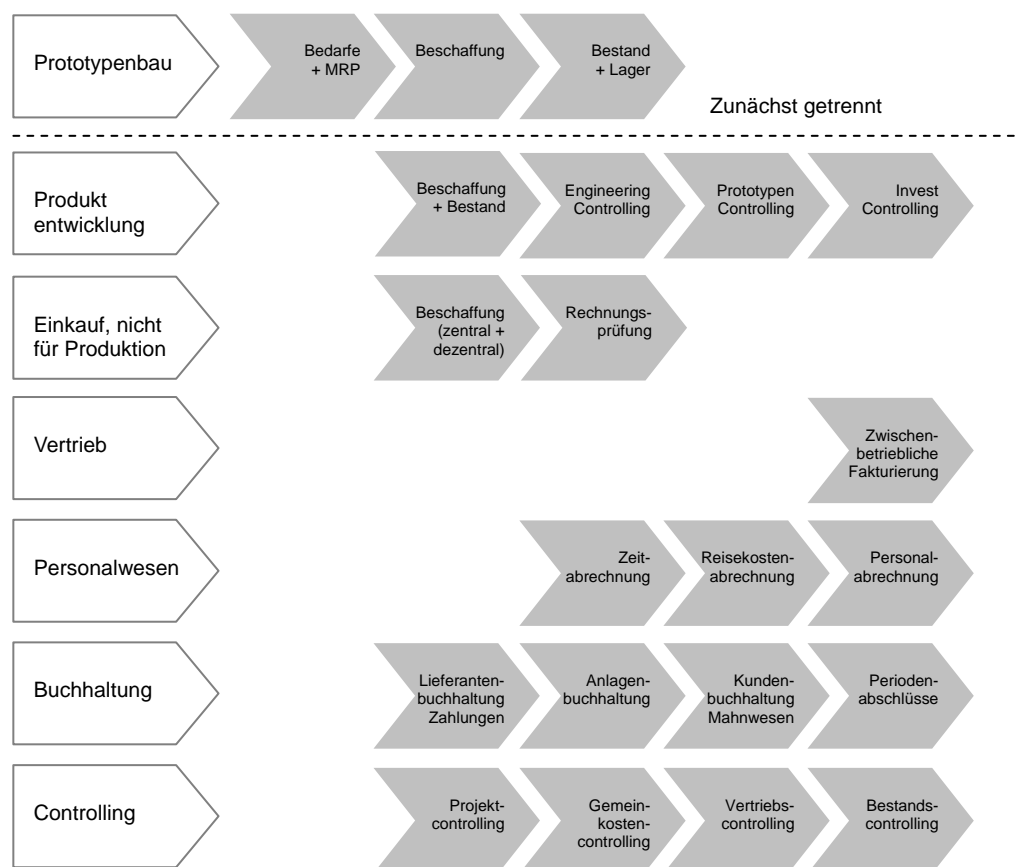 Prototypenbau
Bedarfe
+ MRP
Beschaffung
Bestand
+ Lager
Zunächst getrennt
Produkt
entwicklung
Beschaffung
+ Bestand
Engineering
Controlling
Prototypen
Controlling
Invest
Controlling
Einkauf, nicht
für Produktion
Beschaffung
(zentral +
dezentral)
Rechnungs-
prüfung
Vertrieb
Zwischen-
betriebliche
Fakturierung
Personalwesen
Zeit-
abrechnung
Reisekosten-
abrechnung
Personal-
abrechnung
Buchhaltung
Lieferanten-
buchhaltung
Zahlungen
Anlagen-
buchhaltung
Kunden-
buchhaltung
Mahnwesen
Perioden-
abschlüsse
Controlling
Projekt-
controlling
Gemein-
kosten-
controlling
Vertriebs-
controlling
Bestands-
controlling